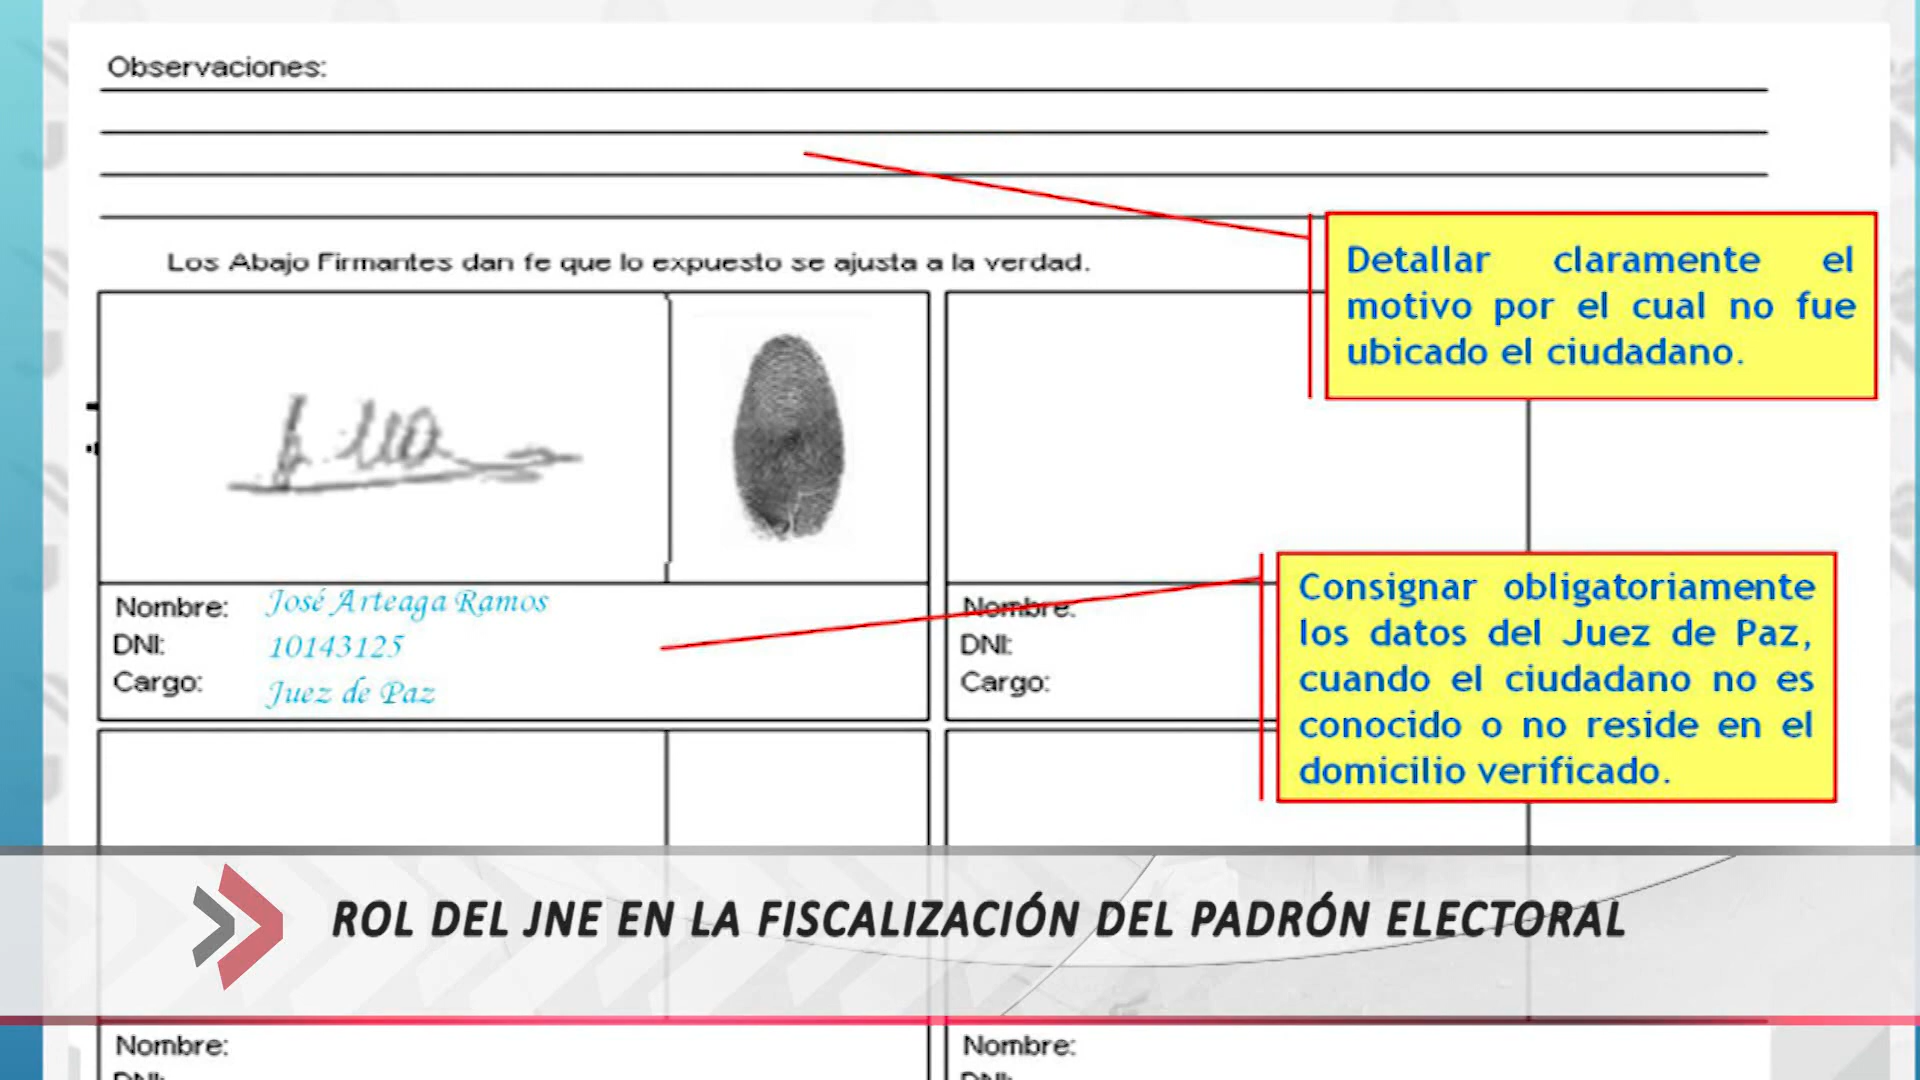 Observaciones:
Los Abajo Firmantes dan fe que lo expuesto se ajusta a la verdad.
Detallar claramente el
motivo por el cual no fue
ubicado el ciudadano.
Nombre: José Arteaga Ramos
DNI: 10143125
Cargo: Juez de Paz
Nombre:
DNI:
Cargo:
Consignar obligatoriamente
los datos del Juez de Paz,
cuando el ciudadano no es
conocido o no reside en el
domicilio verificado.
ROL DEL JNE EN LA FISCALIZACIÓN DEL PADRÓN ELECTORAL
Nombre:
DNI:
Nombre:
DNI: